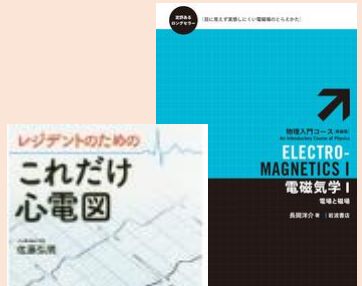 定評ある
ロングセラー
目に見えず実感しにくい電磁場のとらえかた
物理入門コース [新装版]
An Introductory Course of Physics
ELECTRO-
MAGNETICS I
電磁気学 I
電場と磁場
長岡洋介 著 | 岩波書店
レジデントのための
これだけ
心電図
佐藤弘明